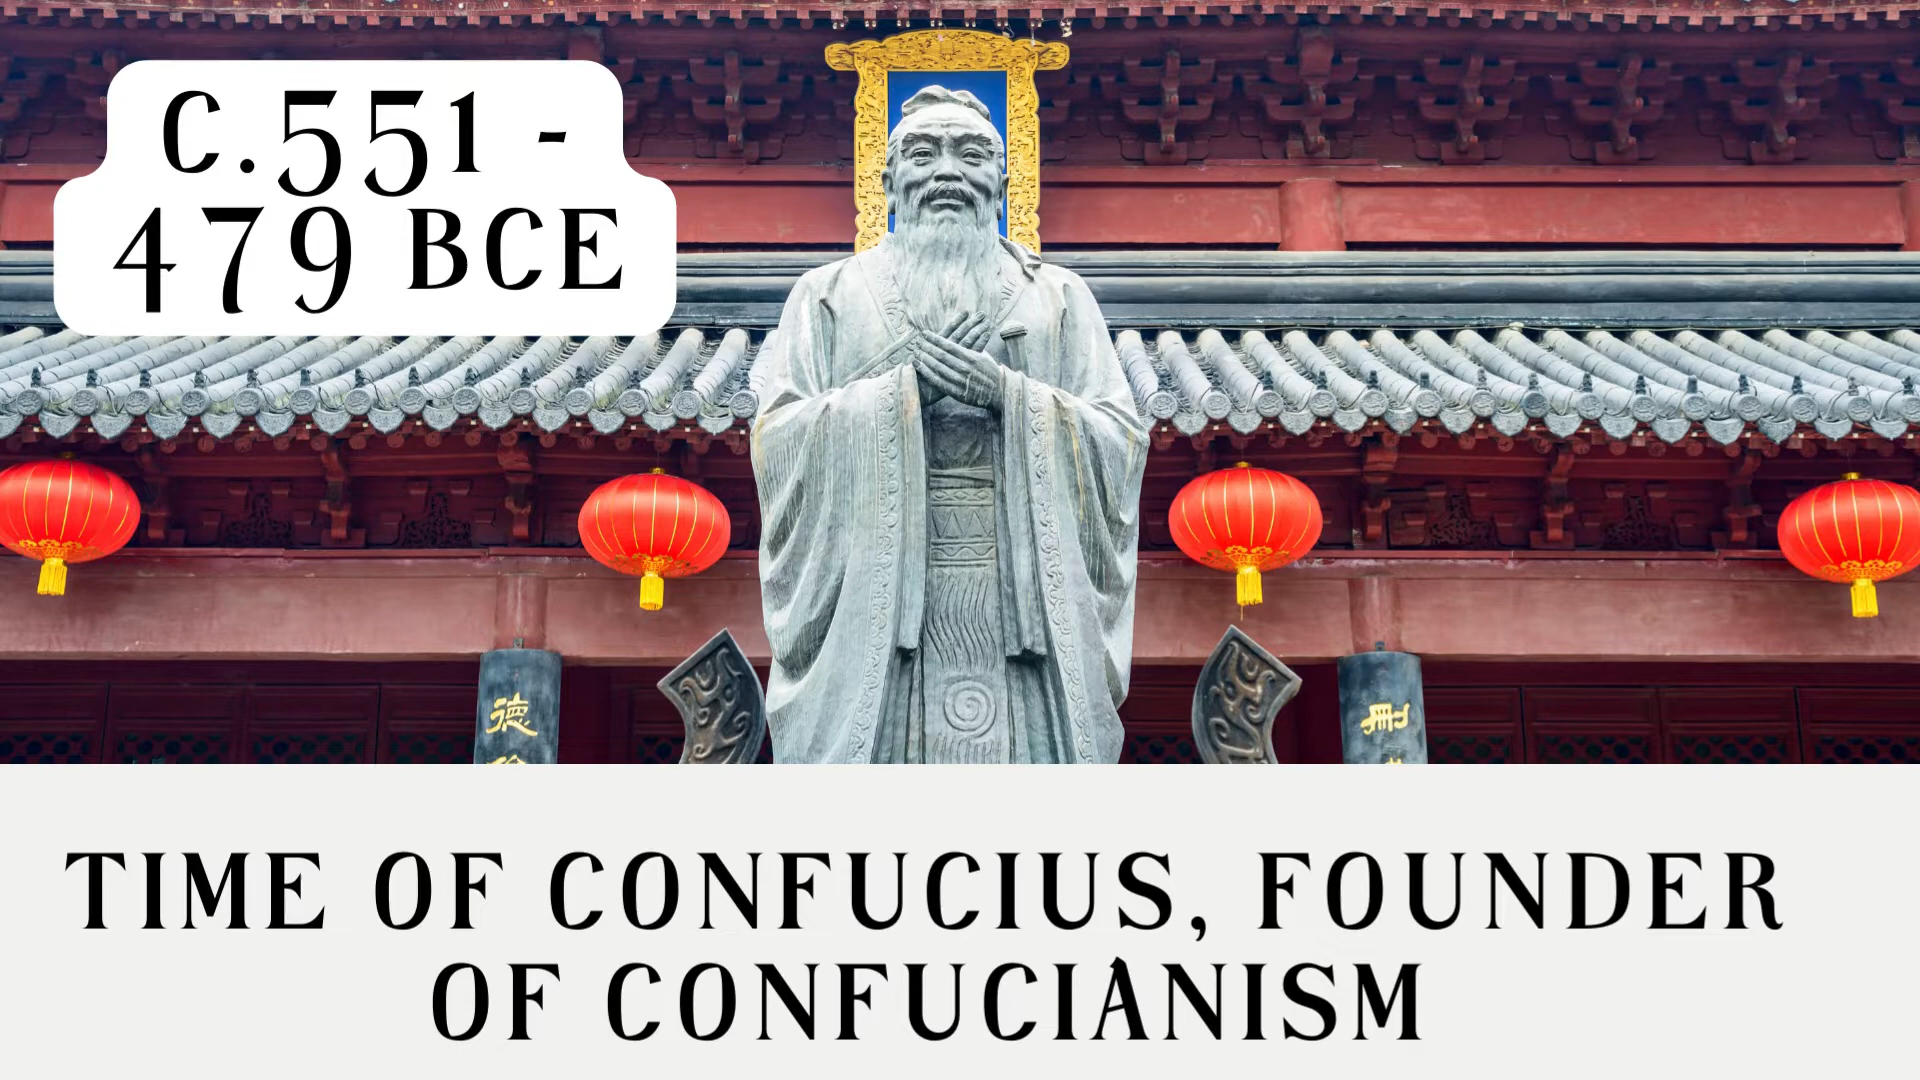 C.551 -
479 BCE
德
TIME OF CONFUCIUS, FOUNDER
OF CONFUCIANISM